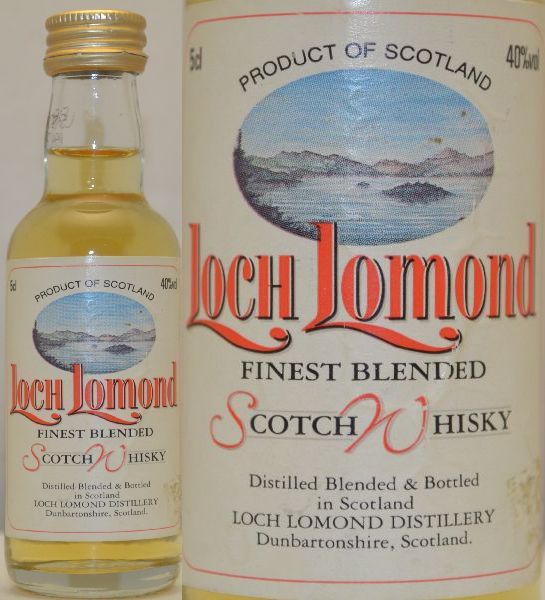 5cl
PRODUCT OF SCOTLAND
40%vol
Loch Lomond
FINEST BLENDED
SCOTCH WHISKY
Distilled Blended & Bottled
in Scotland
LOCH LOMOND DISTILLERY
Dunbartonshire, Scotland.
5cl
PRODUCT OF SCOTLAND
40%vol
Loch Lomond
FINEST BLENDED
SCOTCH WHISKY
Distilled Blended & Bottled
in Scotland
LOCH LOMOND DISTILLERY
Dunbartonshire, Scotland.